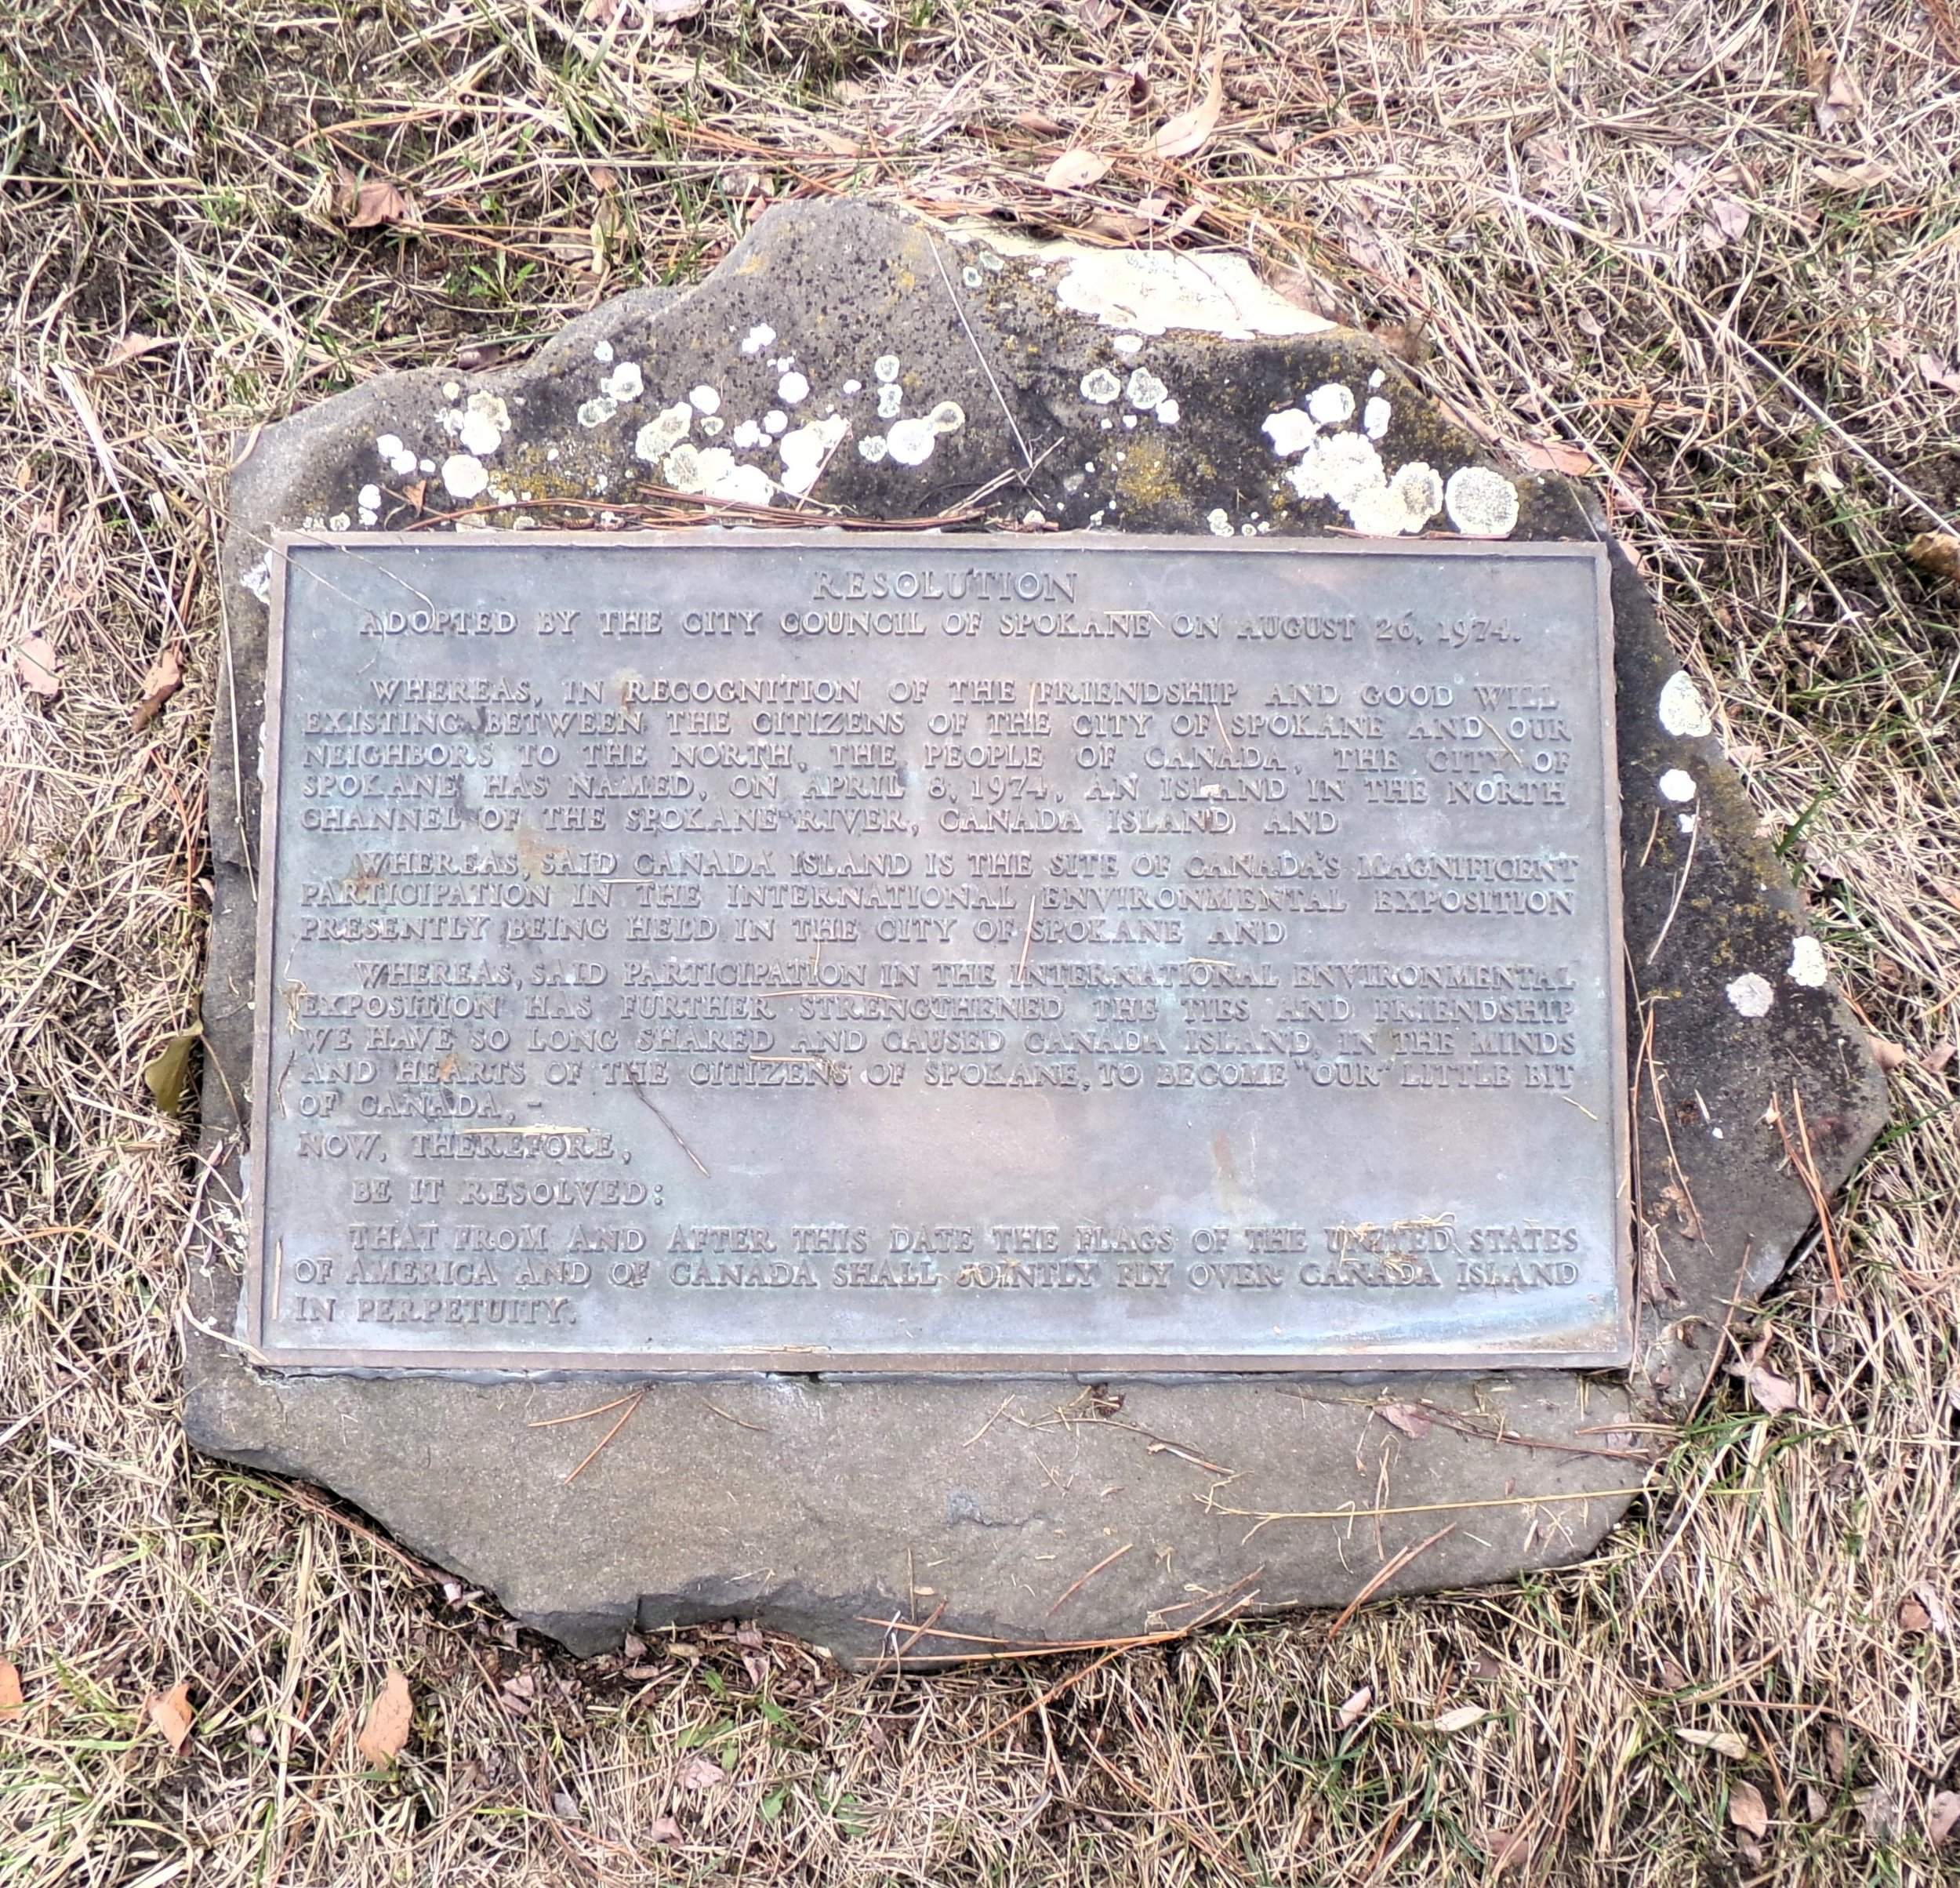 RESOLUTION
ADOPTED BY THE CITY COUNCIL OF SPOKANE ON AUGUST 26, 1974.
WHEREAS, IN RECOGNITION OF THE FRIENDSHIP AND GOOD WILL
EXISTING BETWEEN THE CITIZENS OF THE CITY OF SPOKANE AND OUR
NEIGHBORS TO THE NORTH, THE PEOPLE OF CANADA, THE CITY OF
SPOKANE HAS NAMED, ON APRIL 8, 1974, AN ISLAND IN THE NORTH
CHANNEL OF THE SPOKANE RIVER, CANADA ISLAND AND
WHEREAS, SAID CANADA ISLAND IS THE SITE OF CANADA'S MAGNIFICENT
PARTICIPATION IN THE INTERNATIONAL ENVIRONMENTAL EXPOSITION
PRESENTLY BEING HELD IN THE CITY OF SPOKANE AND
WHEREAS, SAID PARTICIPATION IN THE INTERNATIONAL ENVIRONMENTAL
EXPOSITION HAS FURTHER STRENGTHENED THE TIES AND FRIENDSHIP
WE HAVE SO LONG SHARED AND CAUSED CANADA ISLAND, IN THE MINDS
AND HEARTS OF THE CITIZENS OF SPOKANE, TO BECOME "OUR" LITTLE BIT
OF CANADA, -
NOW, THEREFORE,
BE IT RESOLVED:
THAT FROM AND AFTER THIS DATE THE FLAGS OF THE UNITED STATES
OF AMERICA AND OF CANADA SHALL JOINTLY FLY OVER CANADA ISLAND
IN PERPETUITY.